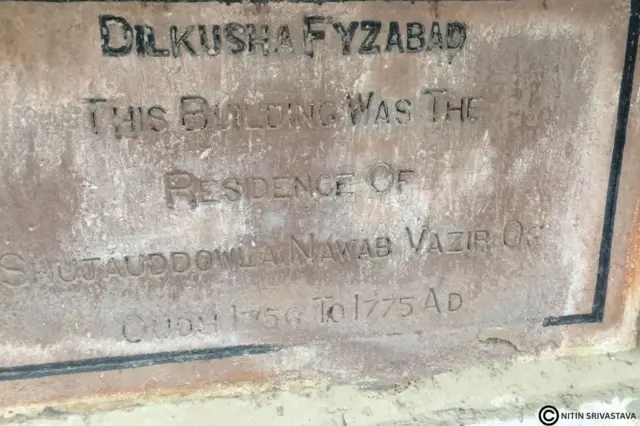 DILKUSHA FYZABAD
THIS BUILDING WAS THE
RESIDENCE OF
SHUJAUDDOWLA NAWAB VAZIR OF
OUDH 1756 TO 1775 AD
© NITIN SRIVASTAVA